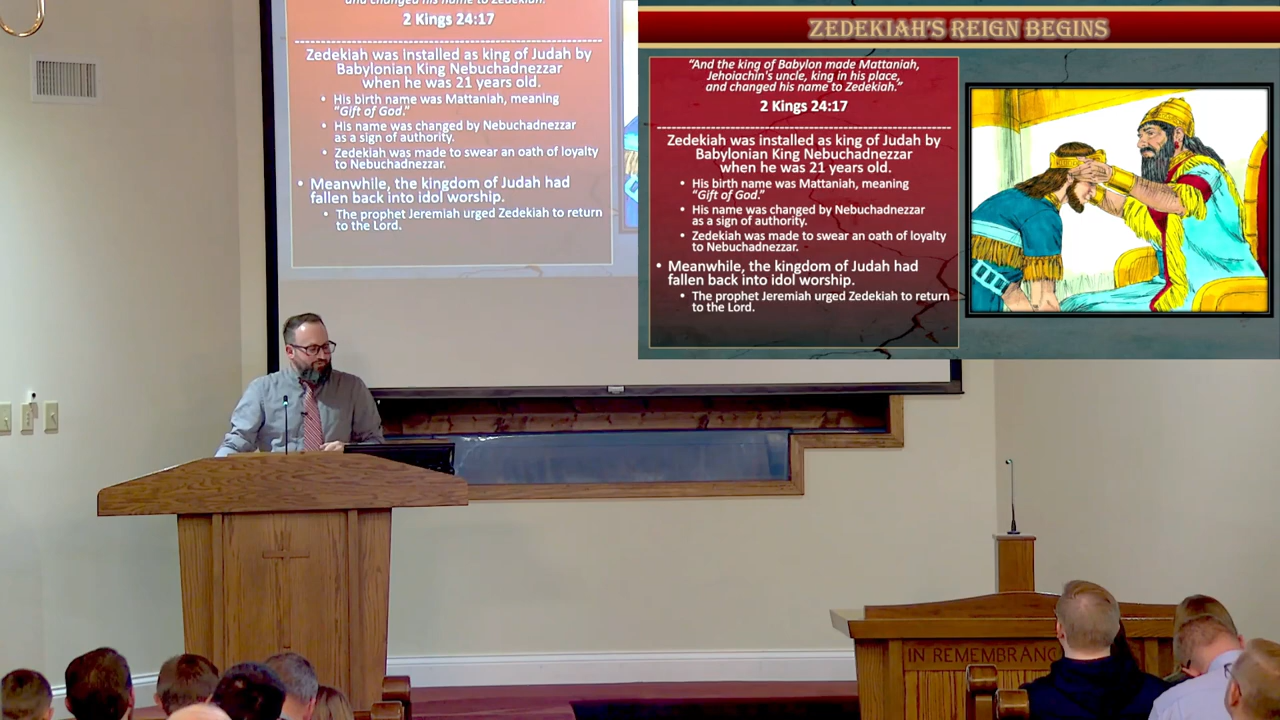 and changed his name to Zedekiah."
2 Kings 24:17
Zedekiah was installed as king of Judah by
Babylonian King Nebuchadnezzar
when he was 21 years old.
• His birth name was Mattaniah, meaning
"Gift of God."
• His name was changed by Nebuchadnezzar
as a sign of authority.
• Zedekiah was made to swear an oath of loyalty
to Nebuchadnezzar.
• Meanwhile, the kingdom of Judah had
fallen back into idol worship.
• The prophet Jeremiah urged Zedekiah to return
to the Lord.
ZEDEKIAH'S REIGN BEGINS
"And the king of Babylon made Mattaniah,
Jehoiachin's uncle, king in his place,
and changed his name to Zedekiah."
2 Kings 24:17
Zedekiah was installed as king of Judah by
Babylonian King Nebuchadnezzar
when he was 21 years old.
• His birth name was Mattaniah, meaning
"Gift of God."
• His name was changed by Nebuchadnezzar
as a sign of authority.
• Zedekiah was made to swear an oath of loyalty
to Nebuchadnezzar.
• Meanwhile, the kingdom of Judah had
fallen back into idol worship.
• The prophet Jeremiah urged Zedekiah to return
to the Lord.
IN REMEMBRANC